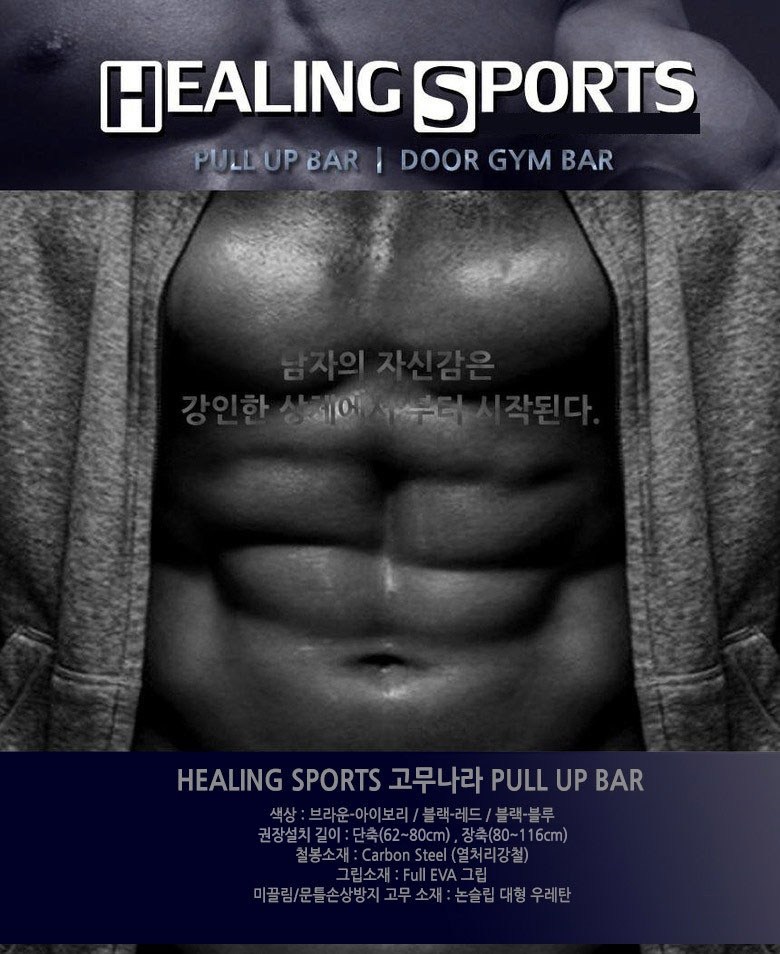 HEALING SPORTS
PULL UP BAR | DOOR GYM BAR
남자의 자신감은
강인한 상체에서부터 시작된다.
HEALING SPORTS 고무나라 PULL UP BAR
색상 : 브라운-아이보리 / 블랙-레드 / 블랙-블루
권장설치 길이 : 단축(62~80cm) , 장축(80~116cm)
철봉소재 : Carbon Steel (열처리강철)
그립소재 : Full EVA 그립
미끌림/문틀손상방지 고무 소재 : 논슬립 대형 우레탄